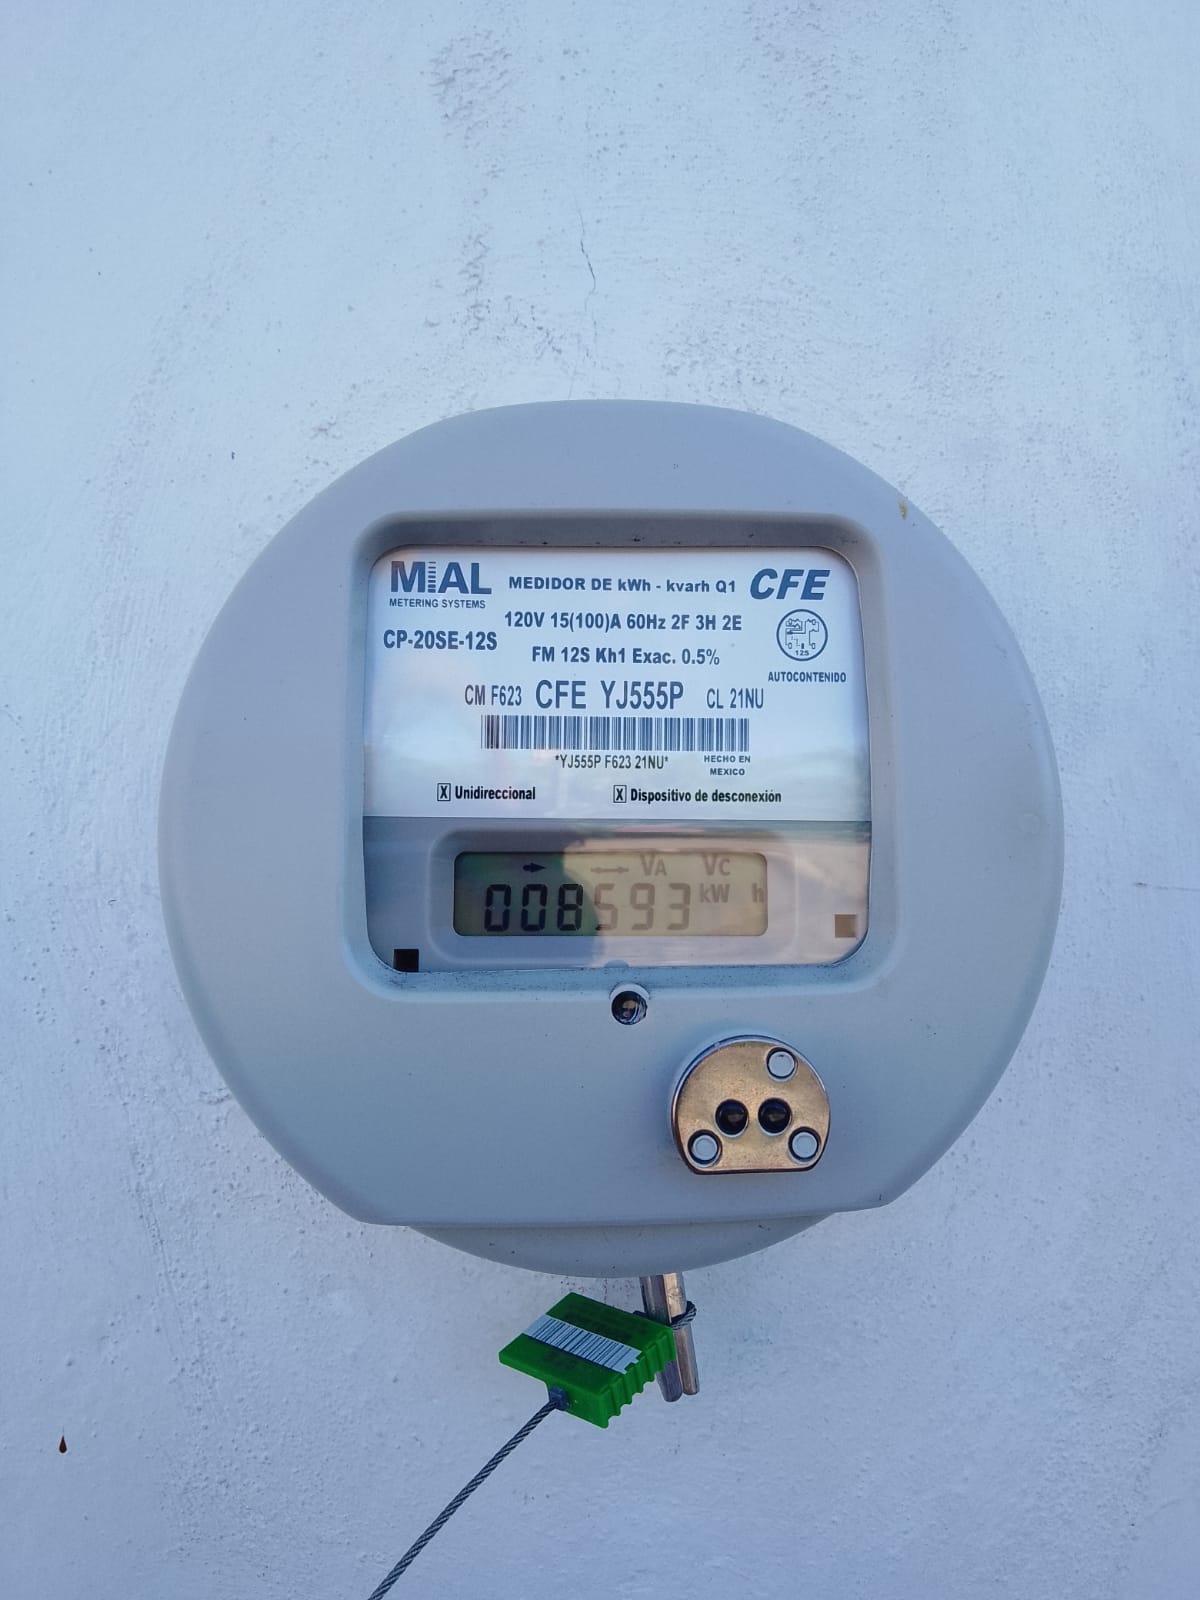 MIAL MEDIDOR DE kWh - kvarh Q1 CFE
METERING SYSTEMS
120V 15(100)A 60Hz 2F 3H 2E
CP-20SE-12S
FM 12S Kh1 Exac. 0.5%
12S
AUTOCONTENIDO
CM F623 CFE YJ555P CL 21NU
*YJ555P F623 21NU*
HECHO EN
MEXICO
X Unidireccional X Dispositivo de desconexión
VA VC
008593 kW h